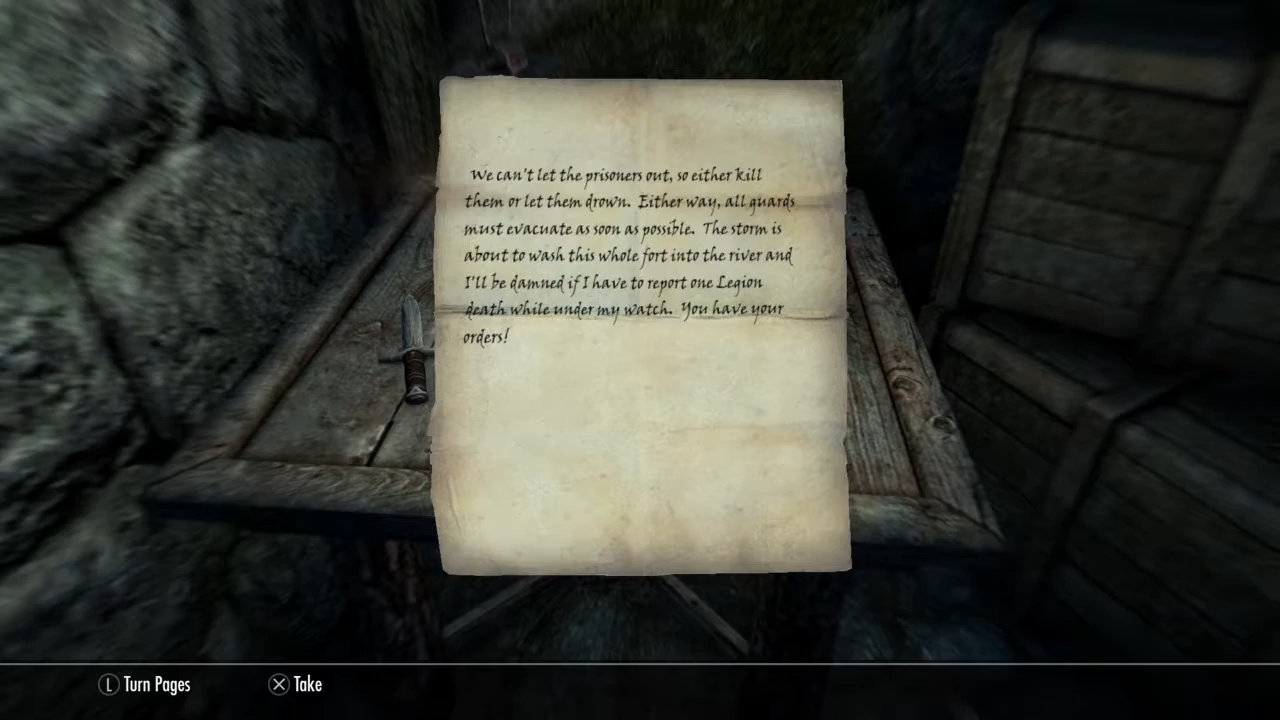 We can't let the prisoners out, so either kill
them or let them drown. Either way, all guards
must evacuate as soon as possible. The storm is
about to wash this whole fort into the river and
I'll be damned if I have to report one Legion
death while under my watch. You have your
orders!
L Turn Pages
X Take